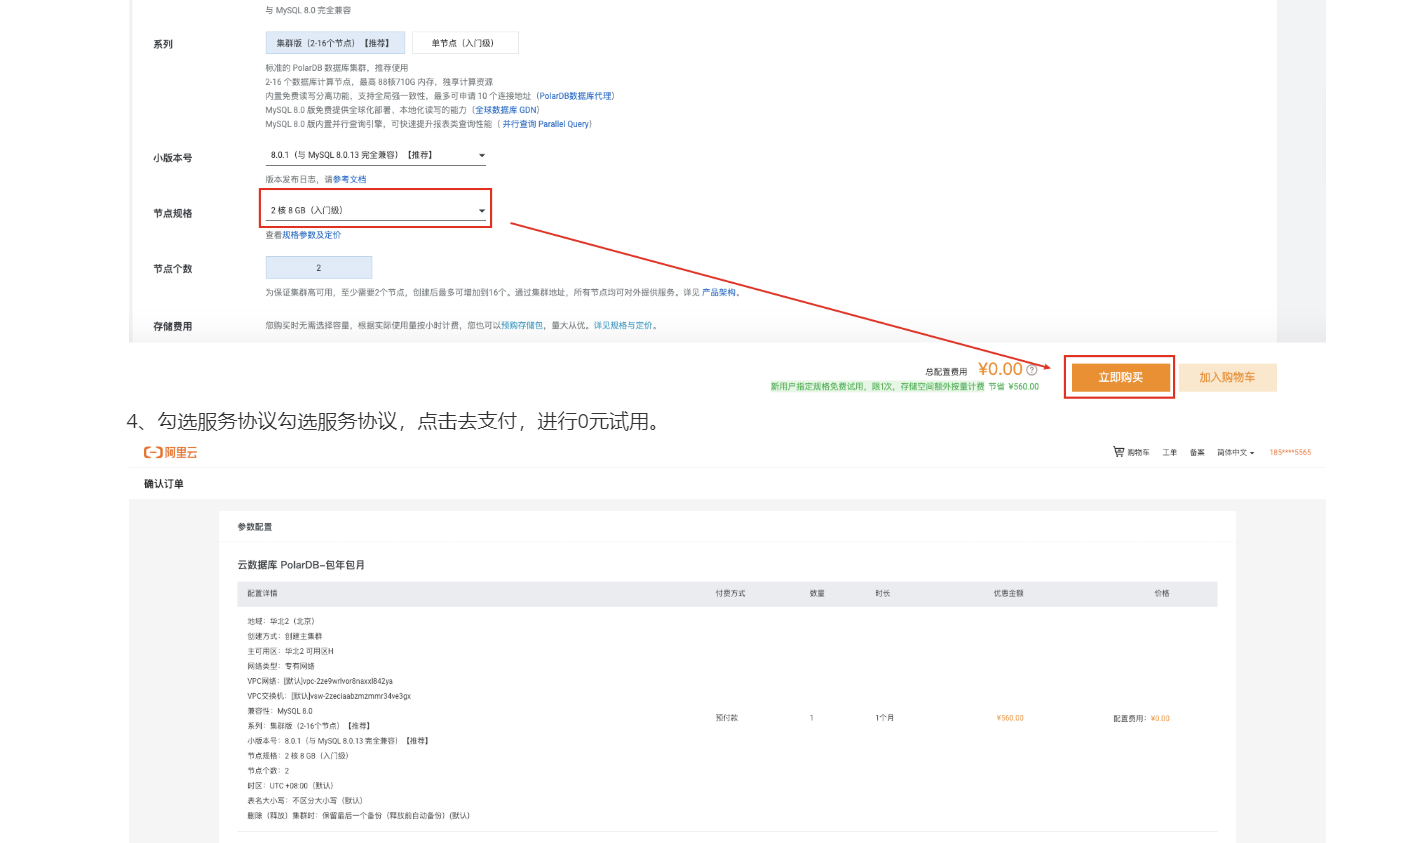 与 MySQL 8.0 完全兼容
系列
集群版（2-16个节点）【推荐】
单节点（入门级）
标准的 PolarDB 数据库集群，推荐使用
2-16 个数据库计算节点，最高 88核710G 内存，独享计算资源
内置免费读写分离功能，支持全局强一致性，最多可申请 10 个连接地址（PolarDB数据库代理）
MySQL 8.0 版免费提供全球化部署、本地化读写的能力（全球数据库 GDN）
MySQL 8.0 版内置并行查询引擎，可快速提升报表类查询性能（ 并行查询 Parallel Query）
小版本号
8.0.1（与 MySQL 8.0.13 完全兼容）【推荐】
版本发布日志，请参考文档
节点规格
2 核 8 GB（入门级）
查看规格参数及定价
节点个数
2
为保证集群高可用，至少需要2个节点，创建后最多可增加到16个。通过集群地址，所有节点均可对外提供服务。详见 产品架构。
存储费用
您购买时无需选择容量，根据实际使用量按小时计费，您也可以预购存储包，量大从优。详见规格与定价。
总配置费用 ¥0.00
立即购买
加入购物车
新用户指定规格免费试用，限1次，存储空间额外按量计费 节省 ¥560.00
4、勾选服务协议勾选服务协议，点击去支付，进行0元试用。
阿里云
购物车 工单 备案 简体中文 185****5565
确认订单
参数配置
云数据库 PolarDB-包年包月
配置详情 付费方式 数量 时长 优惠金额 价格
地域：华北2（北京）
创建方式：创建主集群
主可用区：华北2 可用区H
网络类型：专有网络
VPC网络：[默认]vpc-2ze9wrlvor8naxxl842ya
VPC交换机：[默认]vsw-2zeciaabzmzmmr34ve3gx
兼容性：MySQL 8.0
预付款 1 1个月 ¥560.00 配置费用：¥0.00
系列：集群版（2-16个节点）【推荐】
小版本号：8.0.1（与 MySQL 8.0.13 完全兼容）【推荐】
节点规格：2 核 8 GB（入门级）
节点个数：2
时区：UTC +08:00（默认）
表名大小写：不区分大小写（默认）
删除（释放）集群时：保留最后一个备份（释放前自动备份）(默认)